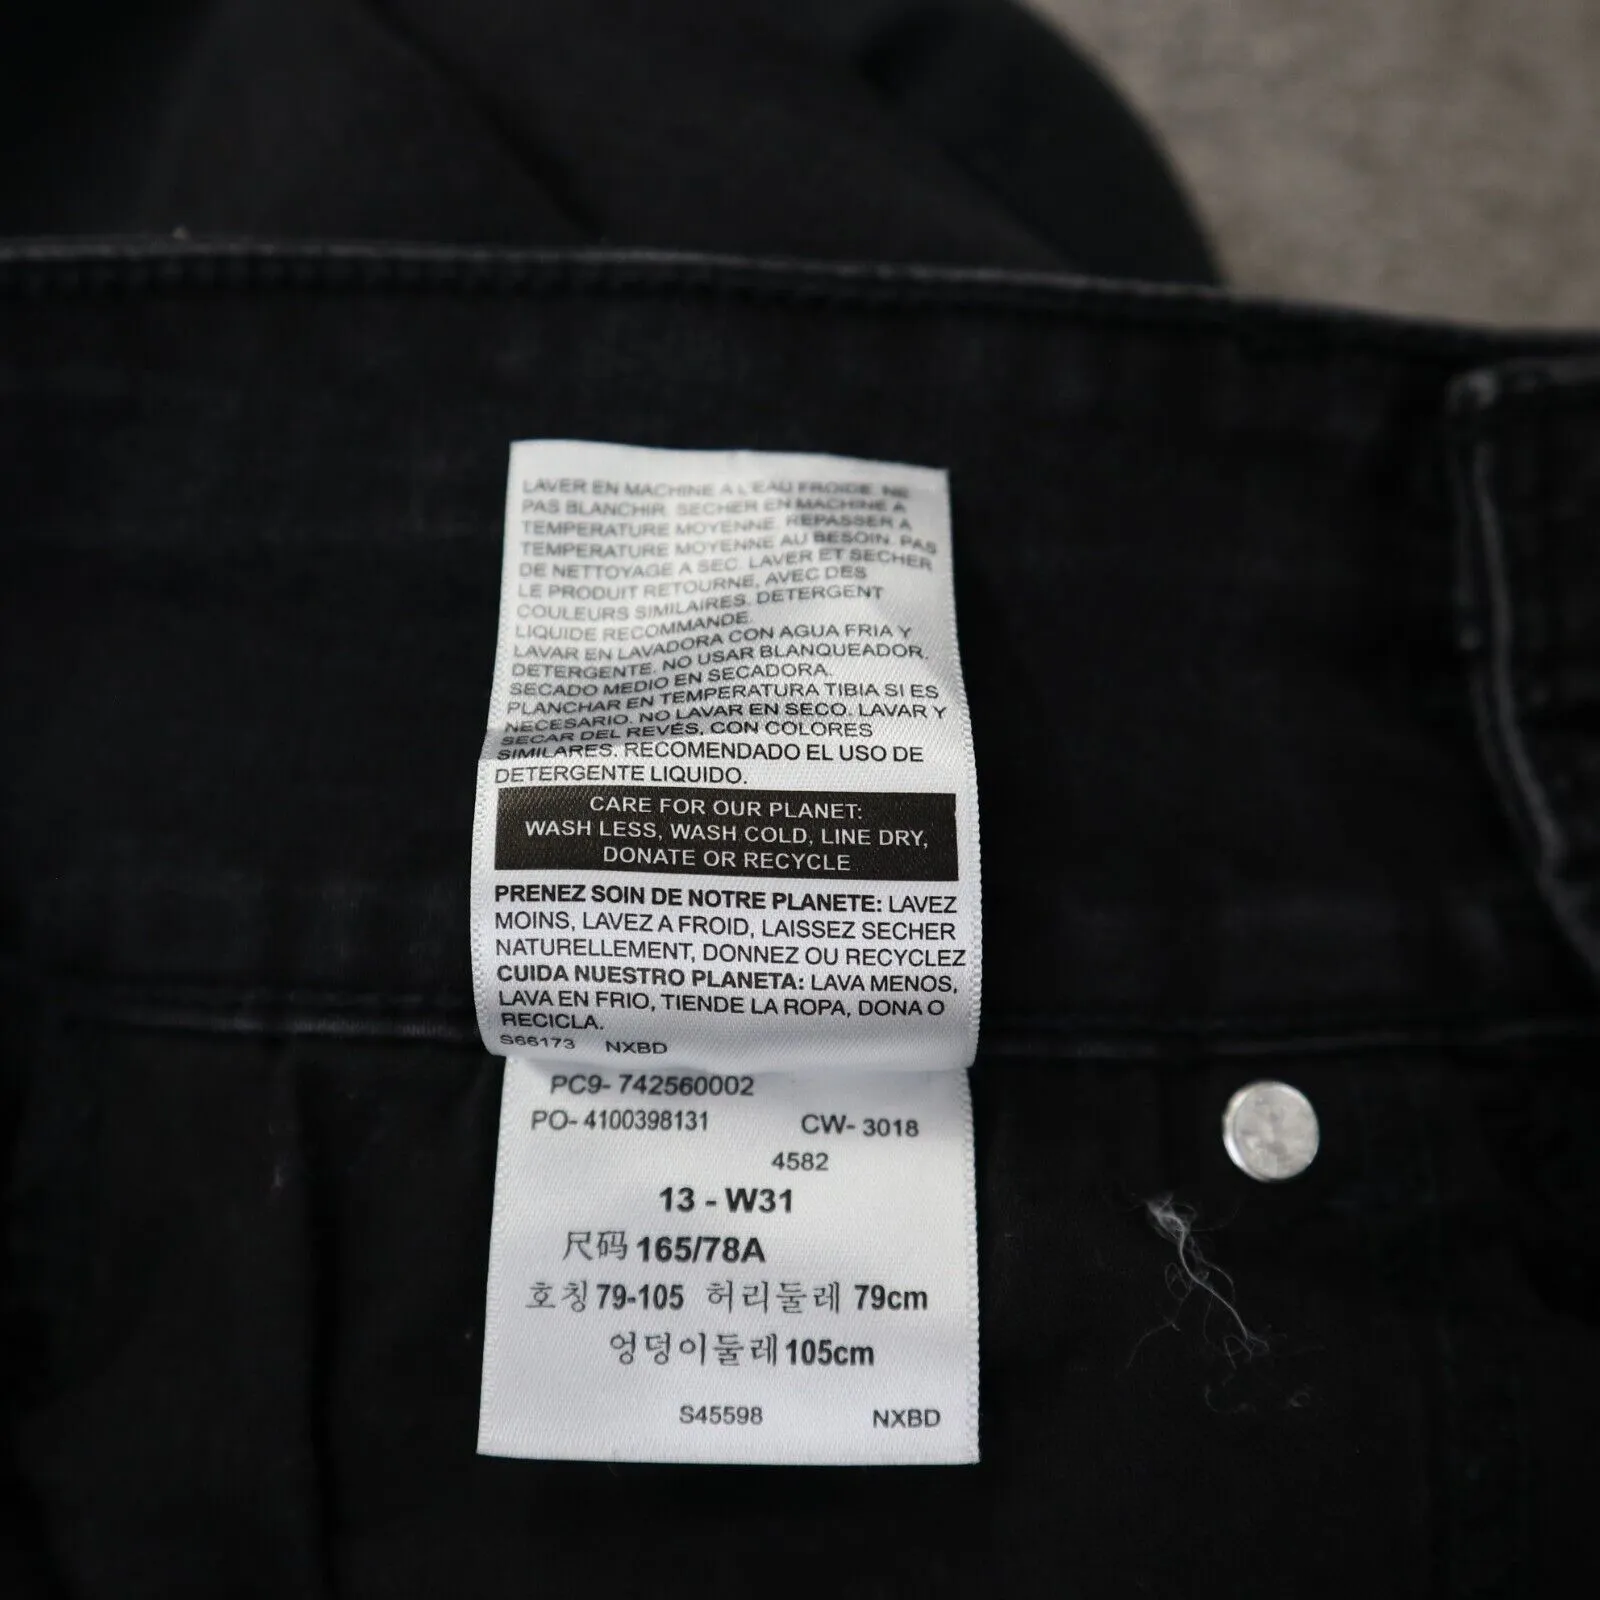 LAVER EN MACHINE A L'EAU FROIDE. NE
PAS BLANCHIR. SECHER EN MACHINE A
TEMPERATURE MOYENNE. REPASSER A
TEMPERATURE MOYENNE AU BESOIN. PAS
DE NETTOYAGE A SEC. LAVER ET SECHER
LE PRODUIT RETOURNE, AVEC DES
COULEURS SIMILAIRES. DETERGENT
LIQUIDE RECOMMANDE.
LAVAR EN LAVADORA CON AGUA FRIA Y
DETERGENTE. NO USAR BLANQUEADOR.
SECADO MEDIO EN SECADORA.
PLANCHAR EN TEMPERATURA TIBIA SI ES
NECESARIO. NO LAVAR EN SECO. LAVAR Y
SECAR DEL REVÉS, CON COLORES
SIMILARES. RECOMENDADO EL USO DE
DETERGENTE LIQUIDO.
CARE FOR OUR PLANET:
WASH LESS, WASH COLD, LINE DRY,
DONATE OR RECYCLE
PRENEZ SOIN DE NOTRE PLANETE: LAVEZ
MOINS, LAVEZ A FROID, LAISSEZ SECHER
NATURELLEMENT, DONNEZ OU RECYCLEZ
CUIDA NUESTRO PLANETA: LAVA MENOS,
LAVA EN FRIO, TIENDE LA ROPA, DONA O
RECICLA.
S66173 NXBD
PC9- 742560002
PO- 4100398131 CW- 3018
4582
13 - W31
尺码 165/78A
호칭 79-105 허리둘레 79cm
엉덩이둘레 105cm
S45598 NXBD